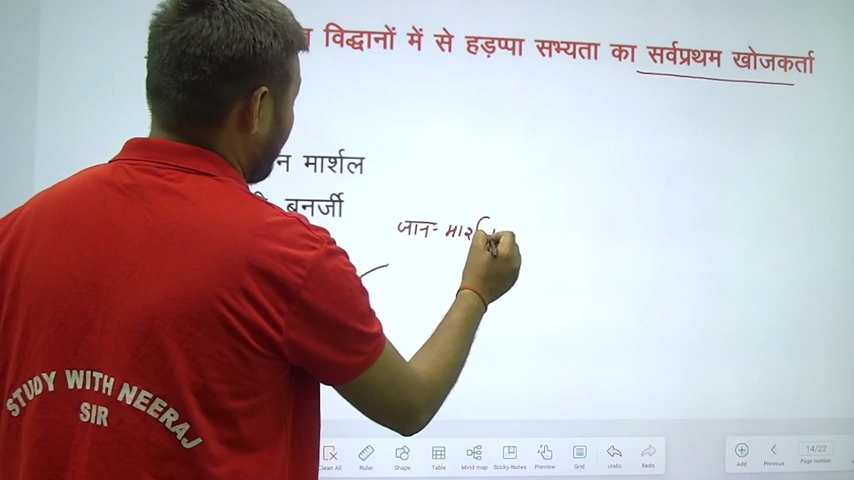 विद्धानों में से हड़प्पा सभ्यता का सर्वप्रथम खोजकर्ता
मार्शल
बनर्जी
जान-
STUDY WITH NEERAJ
SIR
Clean All
Ruler
Shape
Table
Mind map
Sticky-Notes
Preview
Grid
Undo
Redo
Add
Previous
14/22
Page number